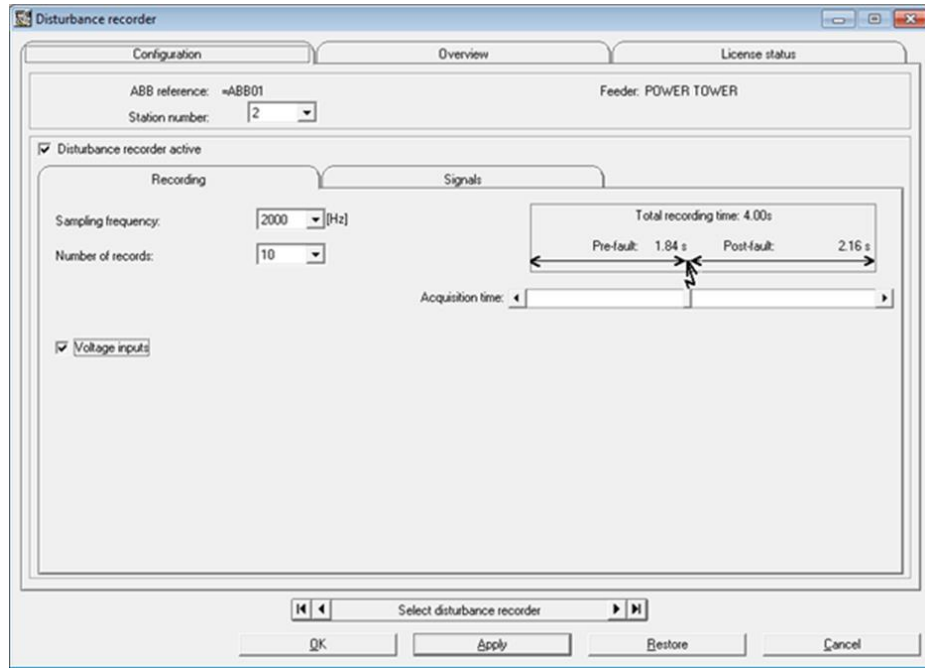 Disturbance recorder
Configuration Overview License status
ABB reference: =ABB01 Feeder: POWER TOWER
Station number: 2
Disturbance recorder active
Recording Signals
Sampling frequency: 2000 [Hz] Total recording time: 4.00s
Pre-fault: 1.84 s Post-fault: 2.16 s
Number of records: 10
Acquisition time:
Voltage inputs
Select disturbance recorder
OK Apply Restore Cancel